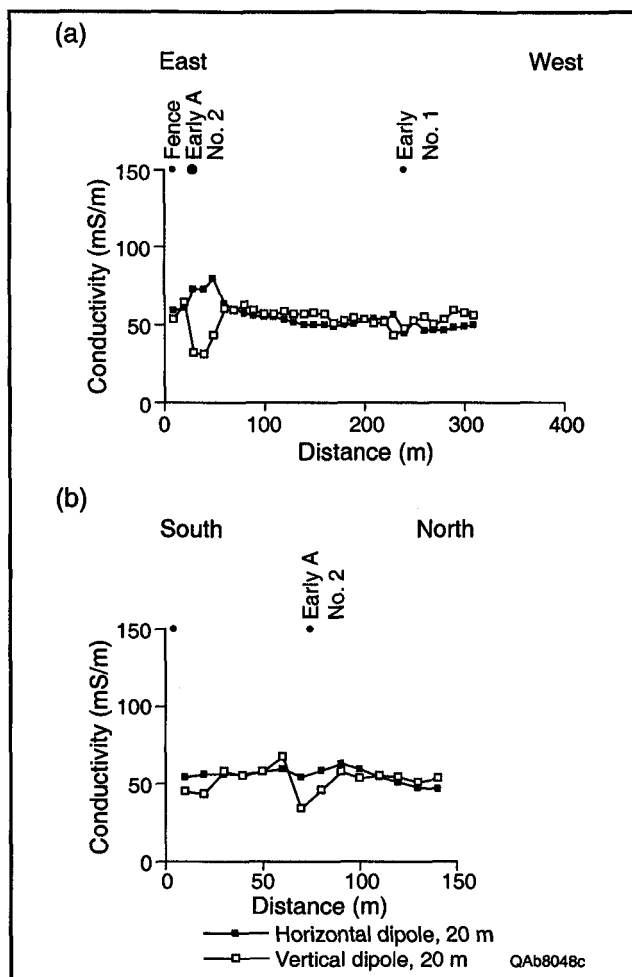 (a)
East West
Fence
Early A
No. 2
Early
No. 1
150
100
50
0
Conductivity (mS/m)
0 100 200 300 400
Distance (m)
(b)
South North
Early A
No. 2
150
100
50
0
Conductivity (mS/m)
0 50 100 150
Distance (m)
Horizontal dipole, 20 m
Vertical dipole, 20 m
QAb8048c